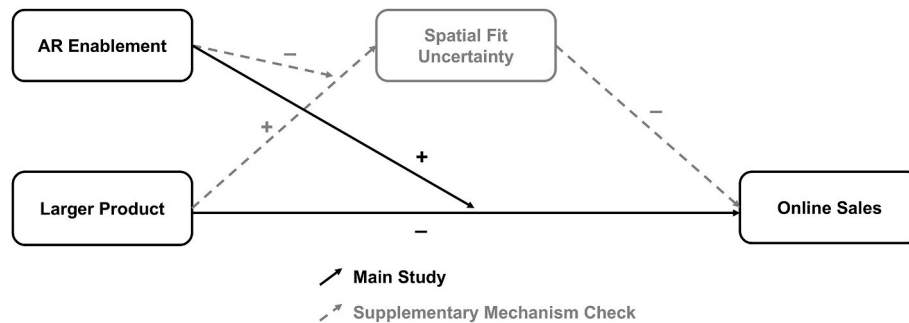 AR Enablement
Spatial Fit
Uncertainty
–
+
–
+
Larger Product
Online Sales
–
Main Study
Supplementary Mechanism Check